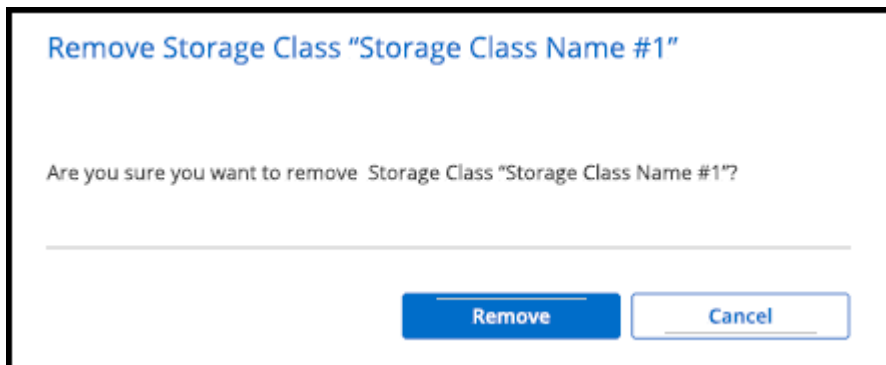 Remove Storage Class “Storage Class Name #1”
Are you sure you want to remove Storage Class “Storage Class Name #1”?
Remove
Cancel